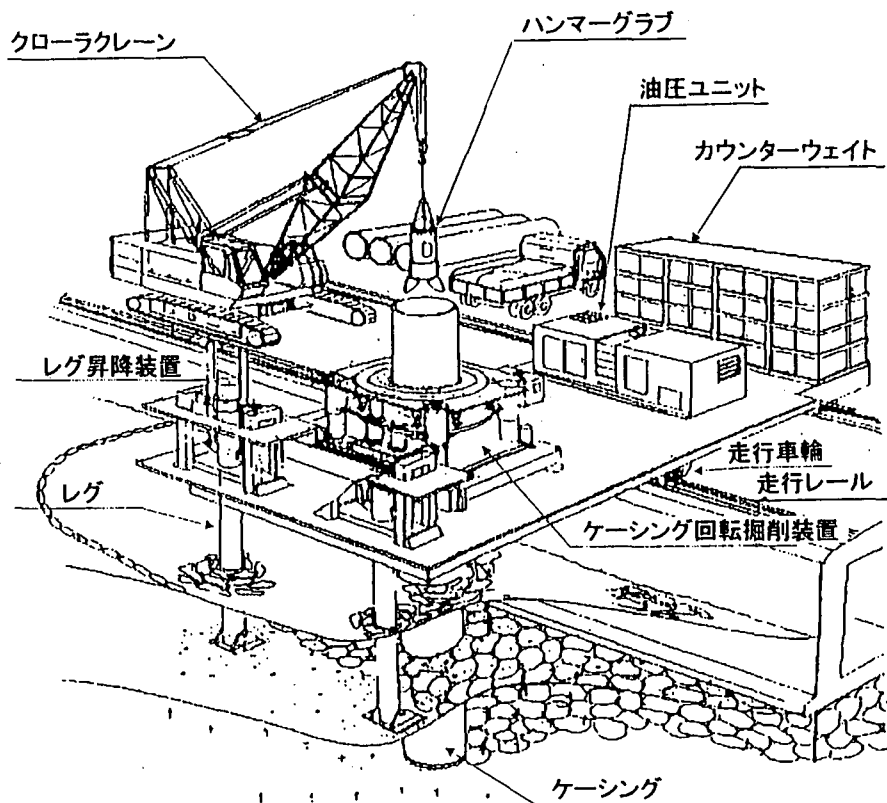 ハンマーグラブ
クローラクレーン
油圧ユニット
カウンターウェイト
レグ昇降装置
走行車輪
走行レール
レグ
ケーシング回転掘削装置
ケーシング